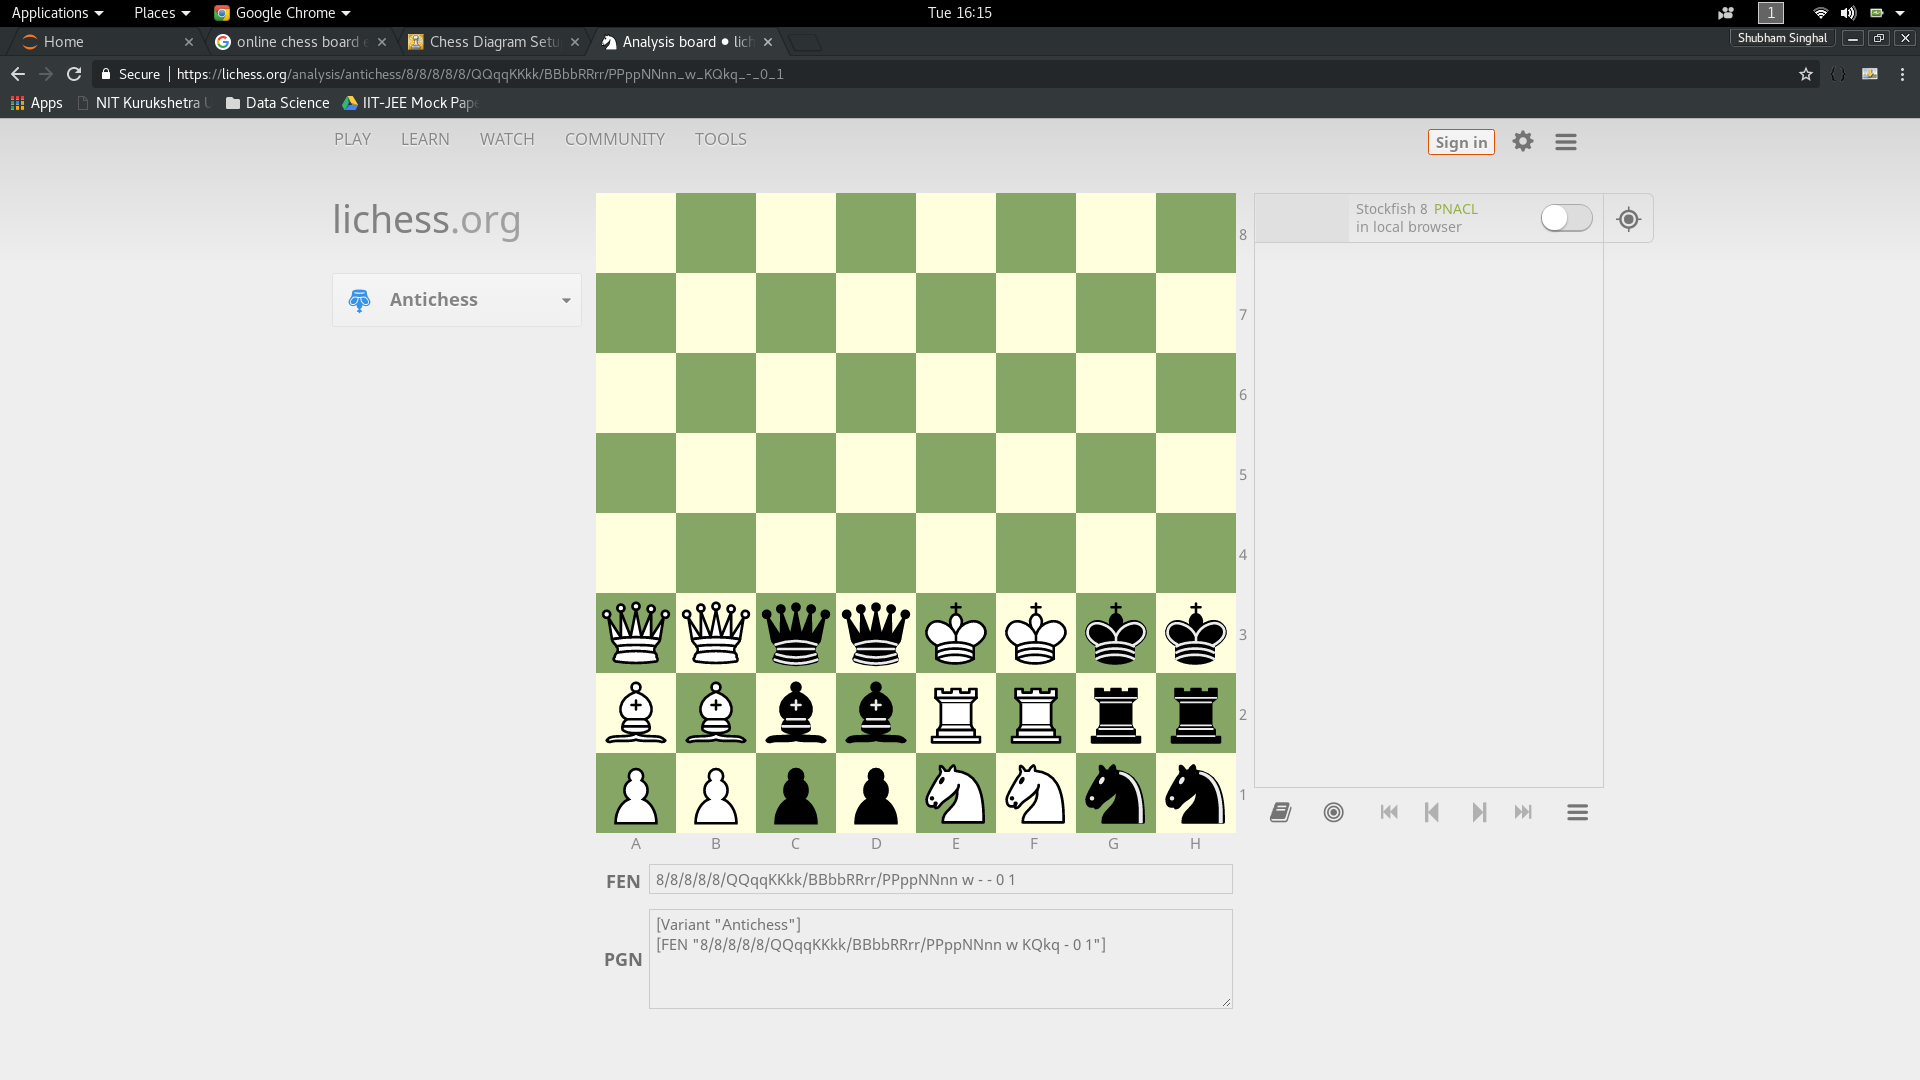 Applications Places Google Chrome Tue 16:15 1
Home online chess board e Chess Diagram Setu Analysis board • lich Shubham Singhal
Secure https://lichess.org/analysis/antichess/8/8/8/8/8/QQqqKKkk/BBbbRRrr/PPppNNnn_w_KQkq_-_0_1
Apps NIT Kurukshetra U Data Science IIT-JEE Mock Pape
PLAY LEARN WATCH COMMUNITY TOOLS Sign in
lichess.org
Stockfish 8 PNACL
in local browser
Antichess
8
7
6
5
4
3
2
1
A B C D E F G H
FEN 8/8/8/8/8/QQqqKKkk/BBbbRRrr/PPppNNnn w - - 0 1
PGN [Variant "Antichess"]
[FEN "8/8/8/8/8/QQqqKKkk/BBbbRRrr/PPppNNnn w KQkq - 0 1"]